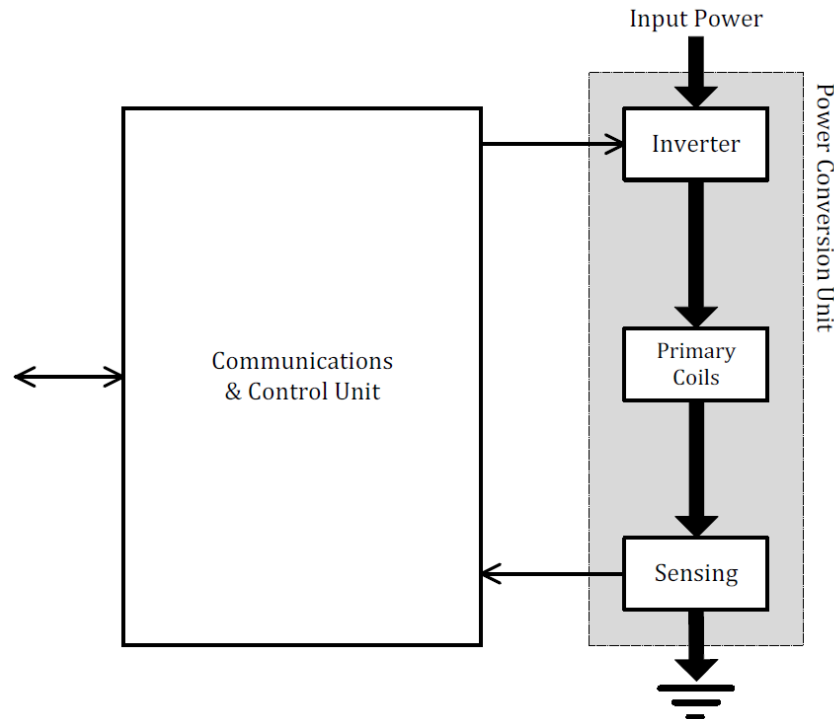 Input Power
Inverter
Power Conversion Unit
Primary
Coils
Communications
& Control Unit
Sensing